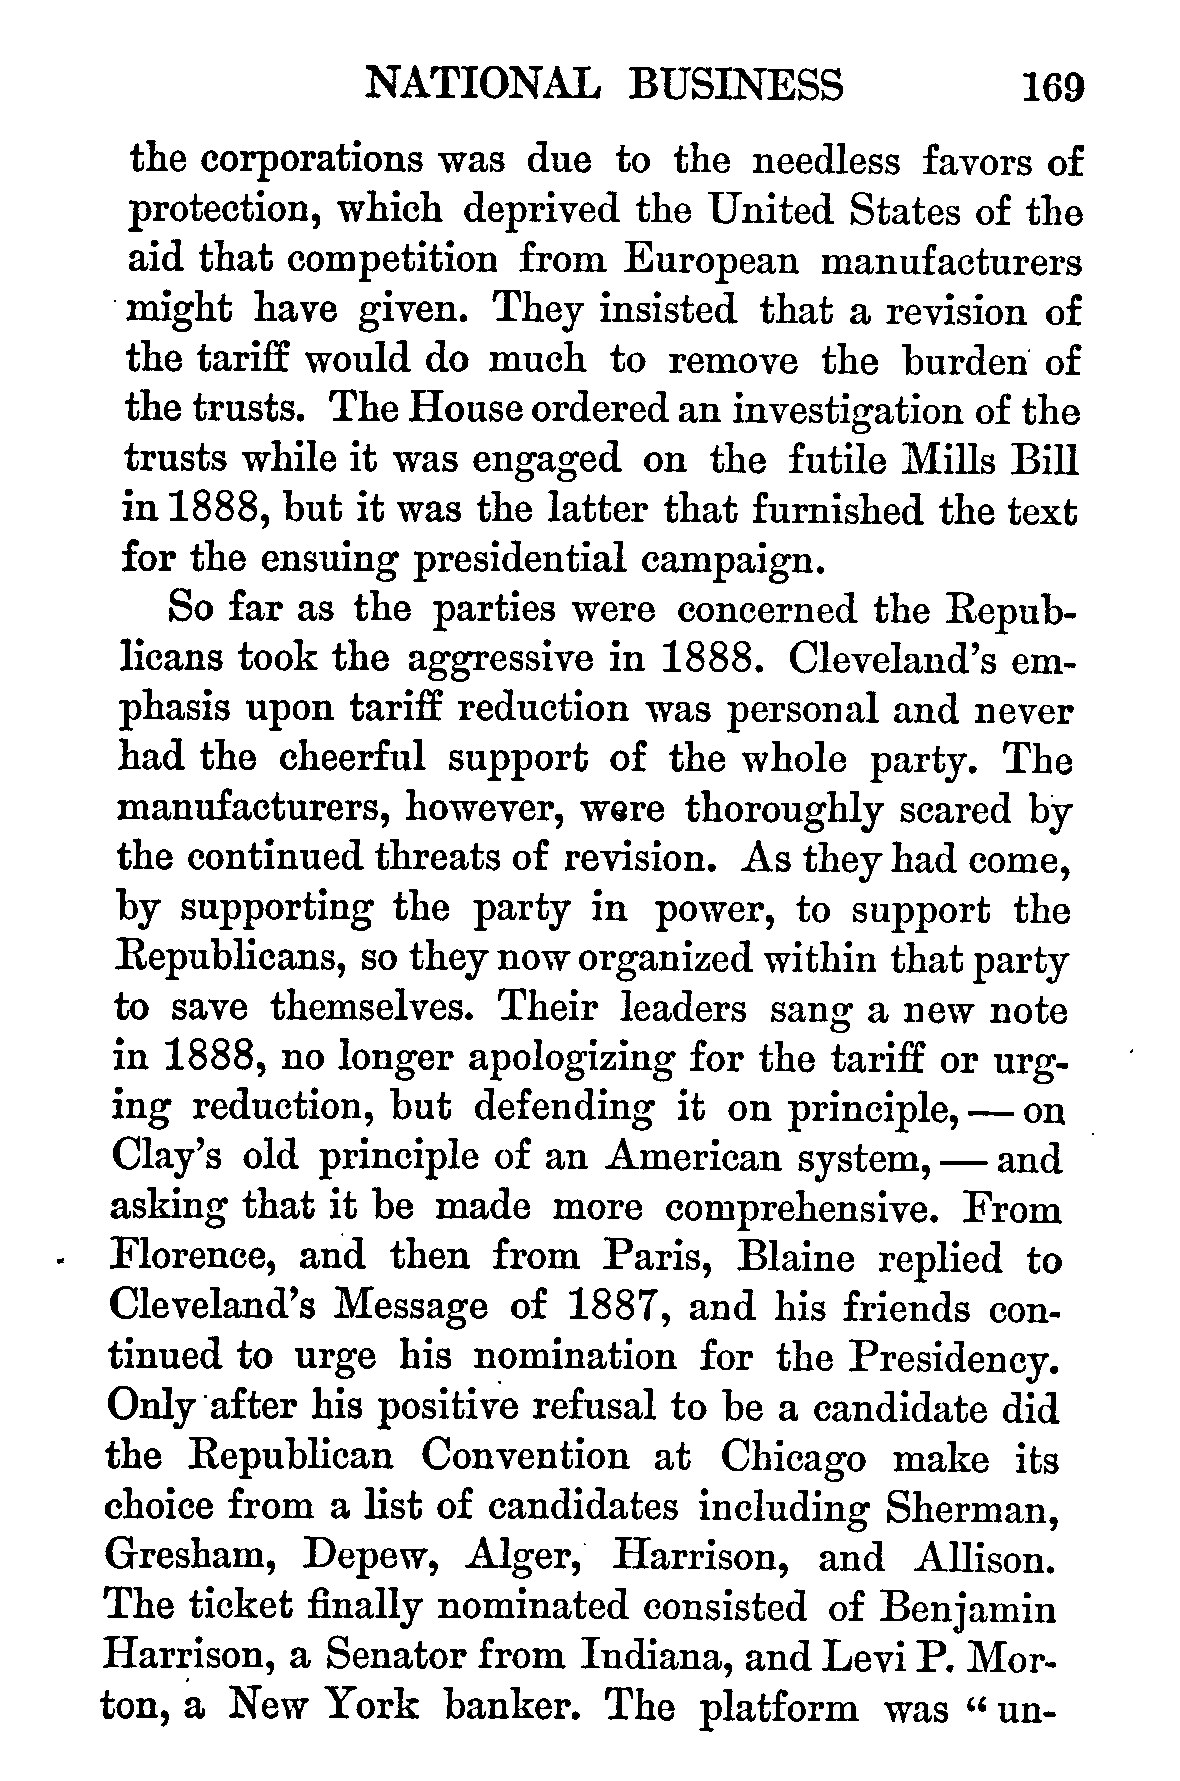 NATIONAL BUSINESS 169
the corporations was due to the needless favors of
protection, which deprived the United States of the
aid that competition from European manufacturers
might have given. They insisted that a revision of
the tariff would do much to remove the burden of
the trusts. The House ordered an investigation of the
trusts while it was engaged on the futile Mills Bill
in 1888, but it was the latter that furnished the text
for the ensuing presidential campaign.
So far as the parties were concerned the Repub-
licans took the aggressive in 1888. Cleveland's em-
phasis upon tariff reduction was personal and never
had the cheerful support of the whole party. The
manufacturers, however, were thoroughly scared by
the continued threats of revision. As they had come,
by supporting the party in power, to support the
Republicans, so they now organized within that party
to save themselves. Their leaders sang a new note
in 1888, no longer apologizing for the tariff or urg-
ing reduction, but defending it on principle, — on
Clay's old principle of an American system, — and
asking that it be made more comprehensive. From
Florence, and then from Paris, Blaine replied to
Cleveland's Message of 1887, and his friends con-
tinued to urge his nomination for the Presidency.
Only after his positive refusal to be a candidate did
the Republican Convention at Chicago make its
choice from a list of candidates including Sherman,
Gresham, Depew, Alger, Harrison, and Allison.
The ticket finally nominated consisted of Benjamin
Harrison, a Senator from Indiana, and Levi P. Mor-
ton, a New York banker. The platform was " un-